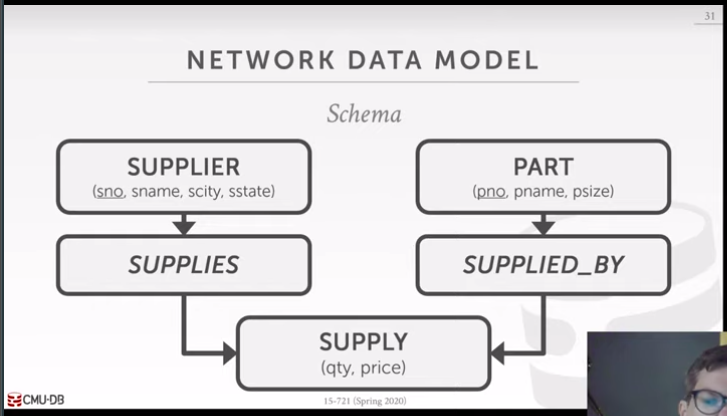 31
NETWORK DATA MODEL
Schema
SUPPLIER
(sno, sname, scity, sstate)
PART
(pno, pname, psize)
SUPPLIES
SUPPLIED_BY
SUPPLY
(qty, price)
CMU·DB
15-721 (Spring 2020)